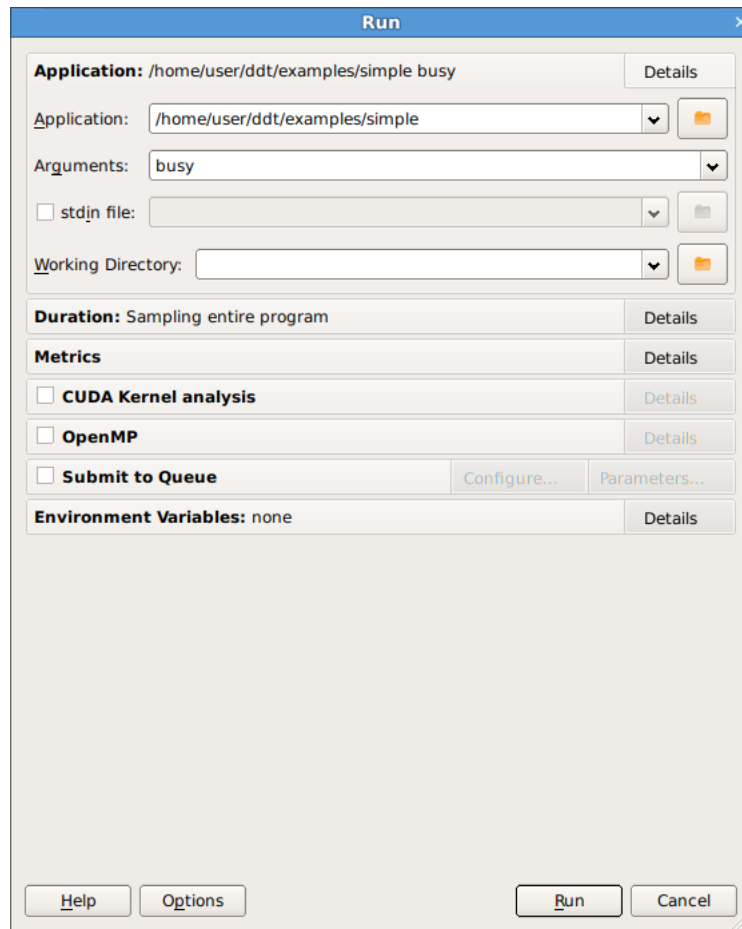 Run
Application: /home/user/ddt/examples/simple busy Details
Application: /home/user/ddt/examples/simple
Arguments: busy
stdin file:
Working Directory:
Duration: Sampling entire program Details
Metrics Details
CUDA Kernel analysis Details
OpenMP Details
Submit to Queue Configure... Parameters...
Environment Variables: none Details
Help Options Run Cancel